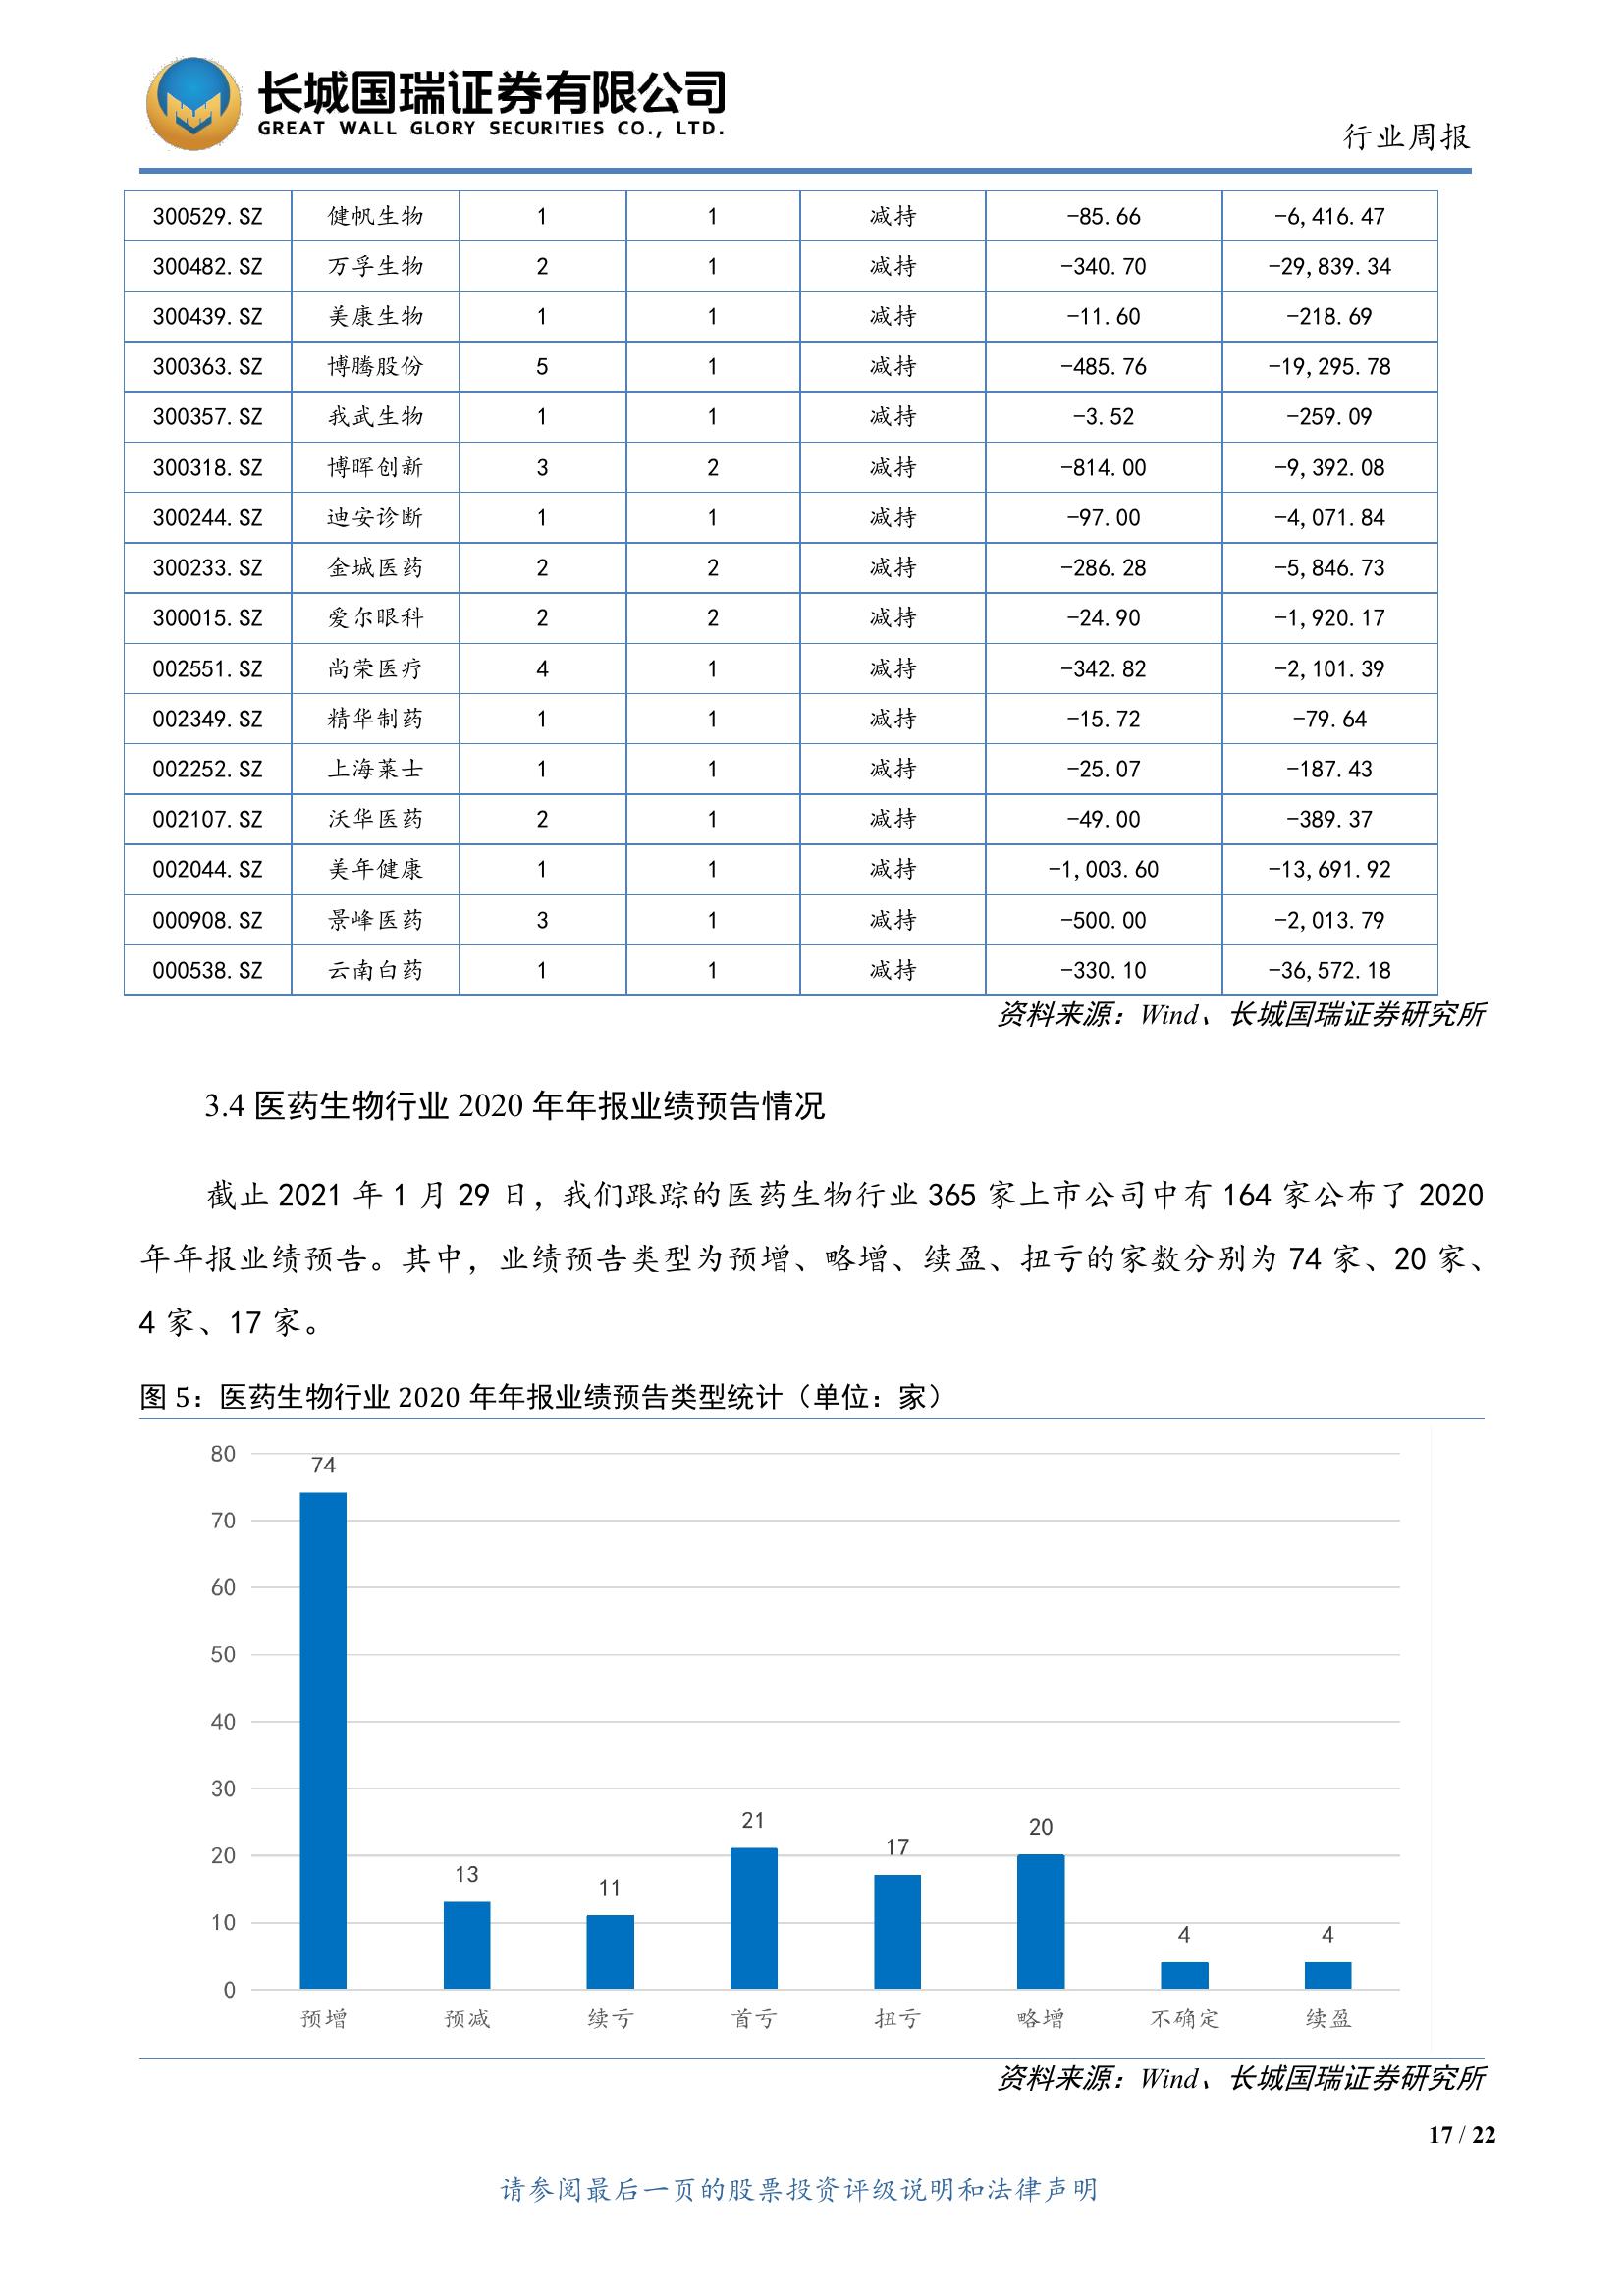 长城国瑞证券有限公司
GREAT WALL GLORY SECURITIES CO., LTD.
行业周报
300529.SZ 健帆生物 1 1 减持 -85.66 -6,416.47
300482.SZ 万孚生物 2 1 减持 -340.70 -29,839.34
300439.SZ 美康生物 1 1 减持 -11.60 -218.69
300363.SZ 博腾股份 5 1 减持 -485.76 -19,295.78
300357.SZ 我武生物 1 1 减持 -3.52 -259.09
300318.SZ 博晖创新 3 2 减持 -814.00 -9,392.08
300244.SZ 迪安诊断 1 1 减持 -97.00 -4,071.84
300233.SZ 金城医药 2 2 减持 -286.28 -5,846.73
300015.SZ 爱尔眼科 2 2 减持 -24.90 -1,920.17
002551.SZ 尚荣医疗 4 1 减持 -342.82 -2,101.39
002349.SZ 精华制药 1 1 减持 -15.72 -79.64
002252.SZ 上海莱士 1 1 减持 -25.07 -187.43
002107.SZ 沃华医药 2 1 减持 -49.00 -389.37
002044.SZ 美年健康 1 1 减持 -1,003.60 -13,691.92
000908.SZ 景峰医药 3 1 减持 -500.00 -2,013.79
000538.SZ 云南白药 1 1 减持 -330.10 -36,572.18
资料来源：Wind、长城国瑞证券研究所
3.4 医药生物行业 2020 年年报业绩预告情况
截止 2021 年 1 月 29 日，我们跟踪的医药生物行业 365 家上市公司中有 164 家公布了 2020
年年报业绩预告。其中，业绩预告类型为预增、略增、续盈、扭亏的家数分别为 74 家、20 家、
4 家、17 家。
图 5：医药生物行业 2020 年年报业绩预告类型统计（单位：家）
80
70
60
50
40
30
20
10
0
74 13 11 21 17 20 4 4
预增 预减 续亏 首亏 扭亏 略增 不确定 续盈
资料来源：Wind、长城国瑞证券研究所
17 / 22
请参阅最后一页的股票投资评级说明和法律声明